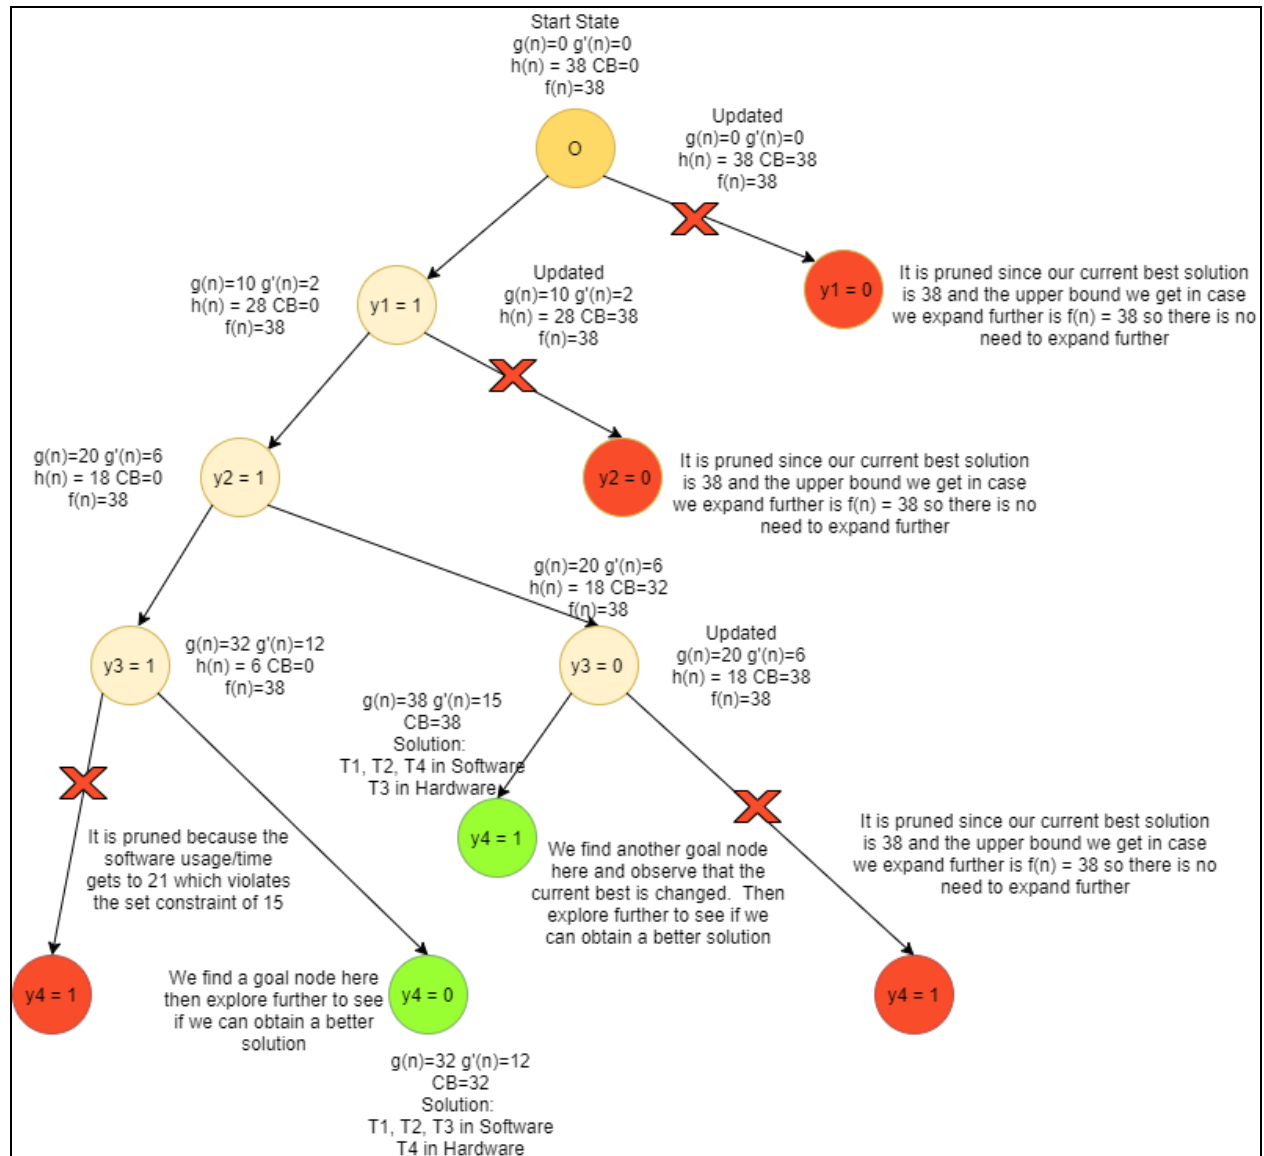 Start State
g(n)=0 g'(n)=0
h(n) = 38 CB=0
f(n)=38
O
Updated
g(n)=0 g'(n)=0
h(n) = 38 CB=38
f(n)=38
y1 = 0
It is pruned since our current best solution
is 38 and the upper bound we get in case
we expand further is f(n) = 38 so there is no
need to expand further
g(n)=10 g'(n)=2
h(n) = 28 CB=0
f(n)=38
y1 = 1
Updated
g(n)=10 g'(n)=2
h(n) = 28 CB=38
f(n)=38
g(n)=20 g'(n)=6
h(n) = 18 CB=0
f(n)=38
y2 = 1
y2 = 0
It is pruned since our current best solution
is 38 and the upper bound we get in case
we expand further is f(n) = 38 so there is no
need to expand further
g(n)=20 g'(n)=6
h(n) = 18 CB=32
f(n)=38
y3 = 1
g(n)=32 g'(n)=12
h(n) = 6 CB=0
f(n)=38
y3 = 0
Updated
g(n)=20 g'(n)=6
h(n) = 18 CB=38
f(n)=38
g(n)=38 g'(n)=15
CB=38
Solution:
T1, T2, T4 in Software
T3 in Hardware
It is pruned because the
software usage/time
gets to 21 which violates
the set constraint of 15
y4 = 1
We find another goal node
here and observe that the
current best is changed. Then
explore further to see if we
can obtain a better solution
It is pruned since our current best solution
is 38 and the upper bound we get in case
we expand further is f(n) = 38 so there is no
need to expand further
y4 = 1
We find a goal node here
then explore further to see
if we can obtain a better
solution
y4 = 0
y4 = 1
g(n)=32 g'(n)=12
CB=32
Solution:
T1, T2, T3 in Software
T4 in Hardware